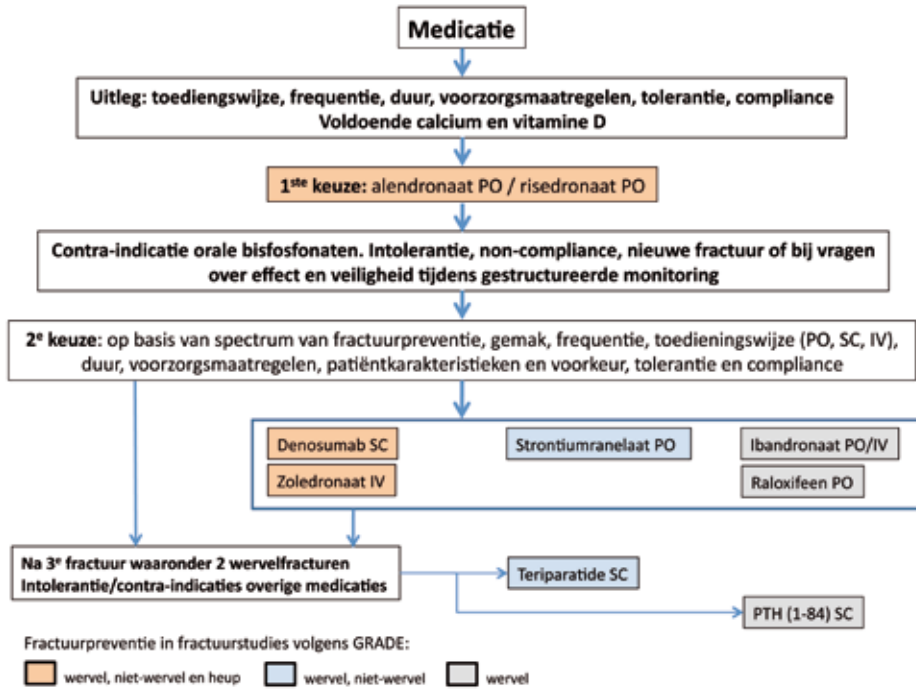 Medicatie
Uitleg: toediengswijze, frequentie, duur, voorzorgsmaatregelen, tolerantie, compliance
Voldoende calcium en vitamine D
1ste keuze: alendronaat PO / risedronaat PO
Contra-indicatie orale bisfosfonaten. Intolerantie, non-compliance, nieuwe fractuur of bij vragen
over effect en veiligheid tijdens gestructureerde monitoring
2e keuze: op basis van spectrum van fractuurpreventie, gemak, frequentie, toedieningswijze (PO, SC, IV),
duur, voorzorgsmaatregelen, patiëntkarakteristieken en voorkeur, tolerantie en compliance
Denosumab SC
Strontiumranelaat PO
Ibandronaat PO/IV
Zoledronaat IV
Raloxifeen PO
Na 3e fractuur waaronder 2 wervelfracturen
Intolerantie/contra-indicaties overige medicaties
Teriparatide SC
PTH (1-84) SC
Fractuurpreventie in fractuurstudies volgens GRADE:
wervel, niet-wervel en heup
wervel, niet-wervel
wervel